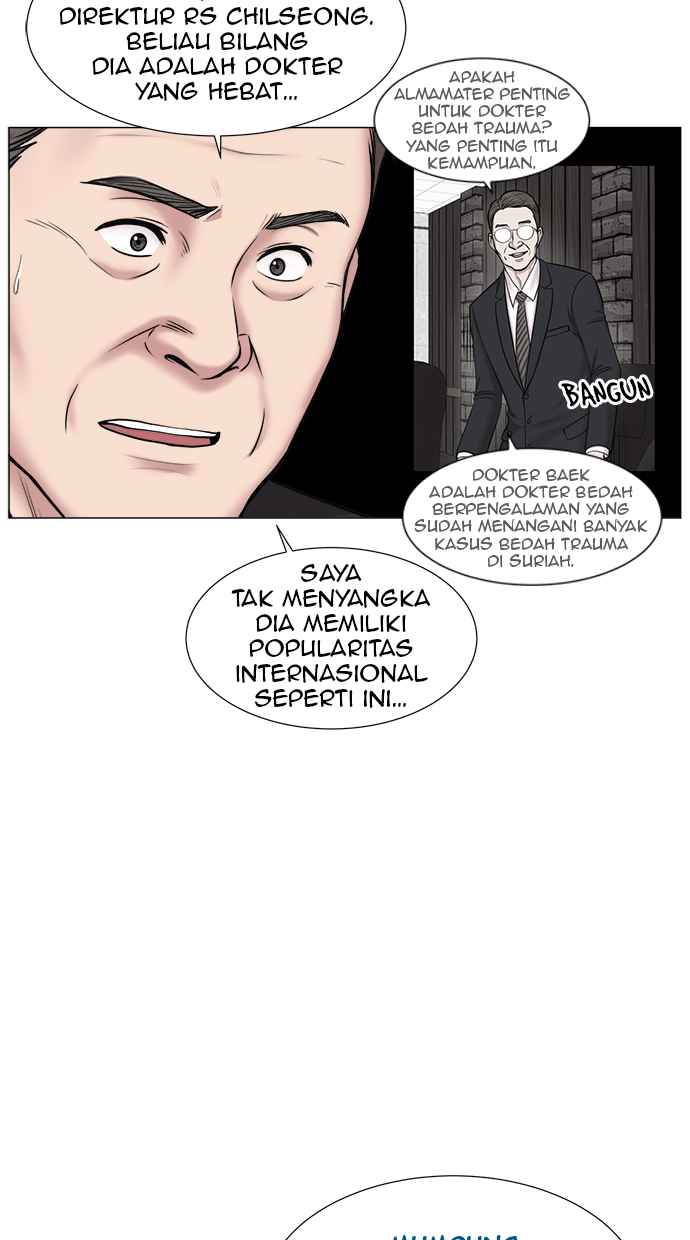 DIREKTUR RS CHILSEONG.
BELIAU BILANG
DIA ADALAH DOKTER
YANG HEBAT...
APAKAH
ALMAMATER PENTING
UNTUK DOKTER
BEDAH TRAUMA?
YANG PENTING ITU
KEMAMPUAN.
BANGUN
DOKTER BAEK
ADALAH DOKTER BEDAH
BERPENGALAMAN YANG
SUDAH MENANGANI BANYAK
KASUS BEDAH TRAUMA
DI SURIAH.
SAYA
TAK MENYANGKA
DIA MEMILIKI
POPULARITAS
INTERNASIONAL
SEPERTI INI...